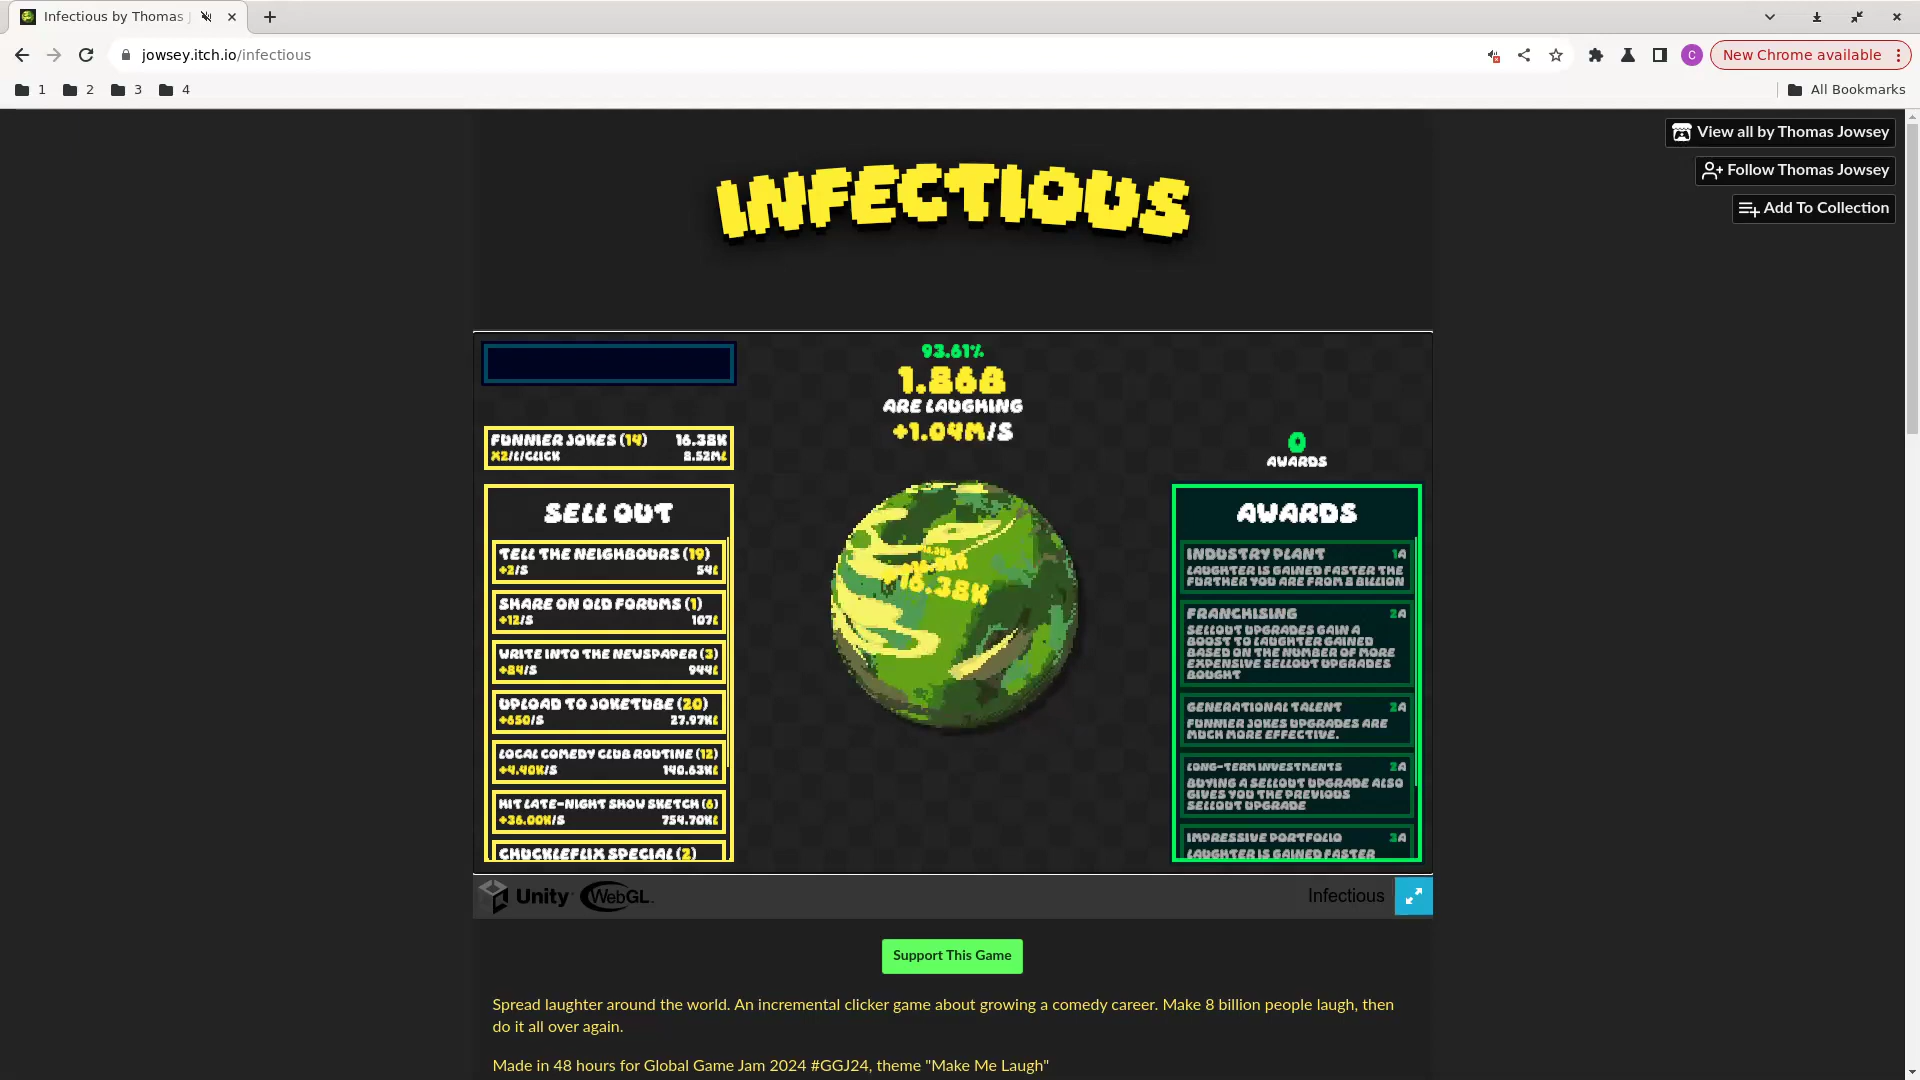 Infectious by Thomas J
jowsey.itch.io/infectious
C
New Chrome available
1
2
3
4
All Bookmarks
View all by Thomas Jowsey
Follow Thomas Jowsey
Add To Collection
INFECTIOUS
93.61%
1.868
ARE LAUGHING
+1.04M/S
FUNNIER JOKES (14) 16.38K
X2/L/CLICK 8.52ML
0
AWARDS
SELL OUT
TELL THE NEIGHBOURS (19)
+2/S 54L
SHARE ON OLD FORUMS (1)
+12/S 107L
WRITE INTO THE NEWSPAPER (3)
+84/S 944L
UPLOAD TO JOKETUBE (20)
+650/S 27.97KL
LOCAL COMEDY CLUB ROUTINE (12)
+4.40K/S 140.63KL
HIT LATE-NIGHT SHOW SKETCH (6)
+36.00K/S 754.70KL
CHUCKLEFLIX SPECIAL (2)
16.38K
AWARDS
INDUSTRY PLANT 1A
LAUGHTER IS GAINED FASTER THE
FURTHER YOU ARE FROM 8 BILLION
FRANCHISING 2A
SELLOUT UPGRADES GAIN A
BOOST TO LAUGHTER GAINED
BASED ON THE NUMBER OF MORE
EXPENSIVE SELLOUT UPGRADES
BOUGHT
GENERATIONAL TALENT 2A
FUNNIER JOKES UPGRADES ARE
MUCH MORE EFFECTIVE.
LONG-TERM INVESTMENTS 2A
BUYING A SELLOUT UPGRADE ALSO
GIVES YOU THE PREVIOUS
SELLOUT UPGRADE
IMPRESSIVE PORTFOLIO 3A
LAUGHTER IS GAINED FASTER
Unity WebGL
Infectious
Support This Game
Spread laughter around the world. An incremental clicker game about growing a comedy career. Make 8 billion people laugh, then
do it all over again.
Made in 48 hours for Global Game Jam 2024 #GGJ24, theme "Make Me Laugh"